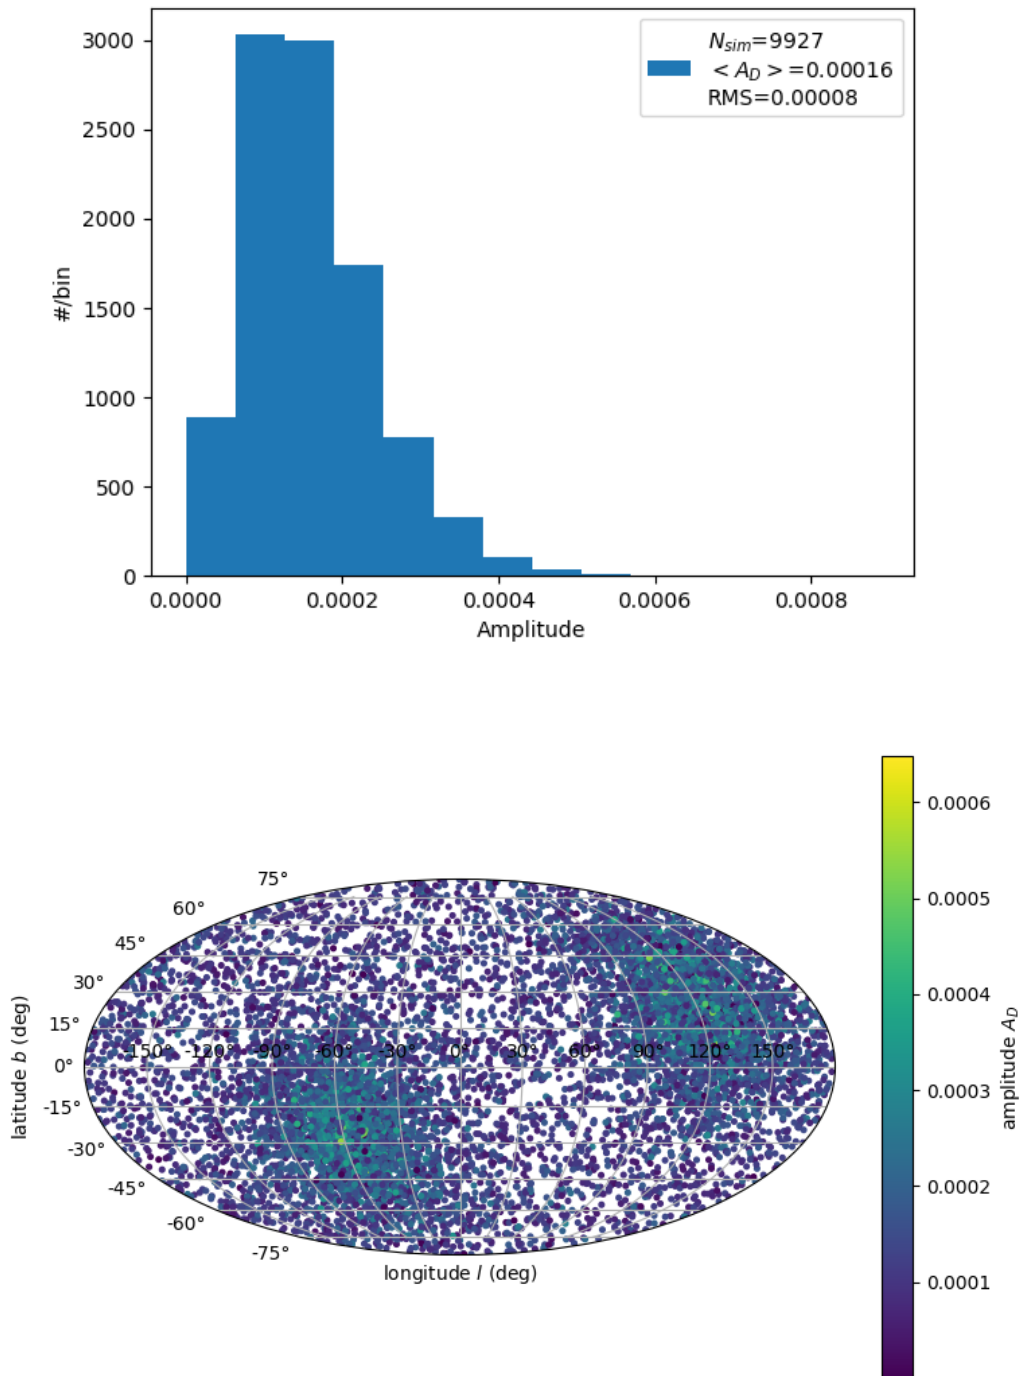 3000
2500
2000
1500
1000
500
0
#/bin
N_sim=9927
< A_D > =0.00016
RMS=0.00008
0.0000 0.0002 0.0004 0.0006 0.0008
Amplitude
75°
60°
45°
30°
15°
0°
-15°
-30°
-45°
-60°
-75°
latitude b (deg)
-150° -120° -90° -60° -30° 0° 30° 60° 90° 120° 150°
longitude l (deg)
0.0006
0.0005
0.0004
0.0003
0.0002
0.0001
amplitude A_D